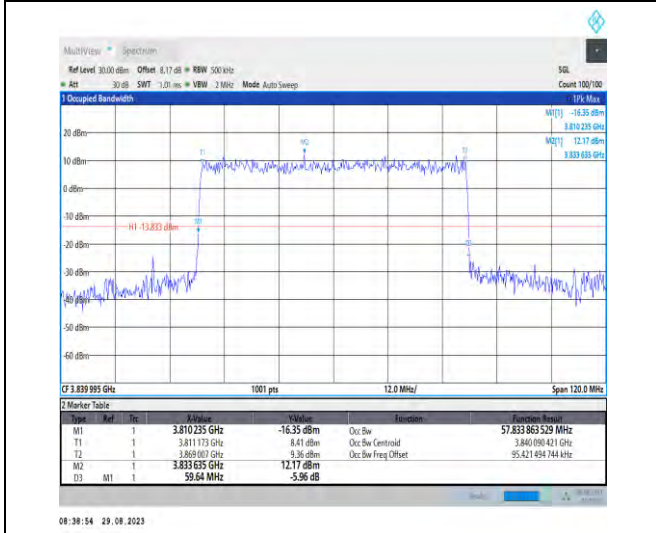 MultiView Spectrum
Ref Level 30.00 dBm Offset 8.17 dB RBW 500 kHz SGL
Att 30 dB SWT 1.01 ms VBW 2 MHz Mode Auto Sweep Count 100/100
1 Occupied Bandwidth 1Pk Max
M1[1] -16.35 dBm
3.810 235 GHz
M2[1] 12.17 dBm
3.833 635 GHz
20 dBm
M2
T1
10 dBm
0 dBm
-10 dBm
H1 -13.833 dBm
-20 dBm
-30 dBm
-40 dBm
-50 dBm
-60 dBm
CF 3.839 995 GHz 1001 pts 12.0 MHz/ Span 120.0 MHz
2 Marker Table
Type Ref Trc X-Value Y-Value Function Function Result
M1 1 3.810 235 GHz -16.35 dBm Occ Bw 57.833 863 529 MHz
T1 1 3.811 173 GHz 8.41 dBm Occ Bw Centroid 3.840 090 421 GHz
T2 1 3.869 007 GHz 9.36 dBm Occ Bw Freq Offset 95.421 494 744 kHz
M2 1 3.833 635 GHz 12.17 dBm
D3 M1 1 59.64 MHz -5.96 dB
08:38:54 29.08.2023